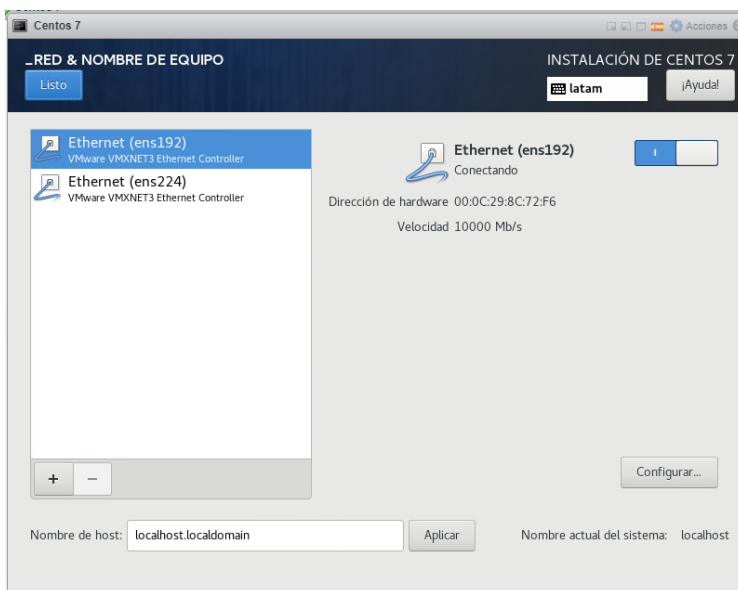 Centos 7
Acciones
_RED & NOMBRE DE EQUIPO
INSTALACIÓN DE CENTOS 7
Listo
latam
¡Ayuda!
Ethernet (ens192)
VMware VMXNET3 Ethernet Controller
Ethernet (ens224)
VMware VMXNET3 Ethernet Controller
Ethernet (ens192)
Conectando
Dirección de hardware 00:0C:29:8C:72:F6
Velocidad 10000 Mb/s
+ −
Configurar...
Nombre de host: localhost.localdomain
Aplicar
Nombre actual del sistema: localhost